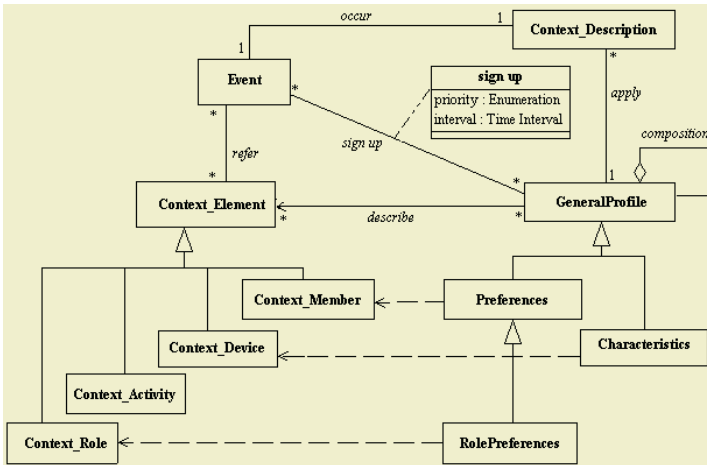 occur
1
1
Context_Description
Event
*
*
*
sign up
priority : Enumeration
interval : Time Interval
*
apply
sign up
composition
refer
*
*
1
Context_Element
GeneralProfile
*
describe
*
Context_Member
Preferences
Context_Device
Characteristics
Context_Activity
Context_Role
RolePreferences